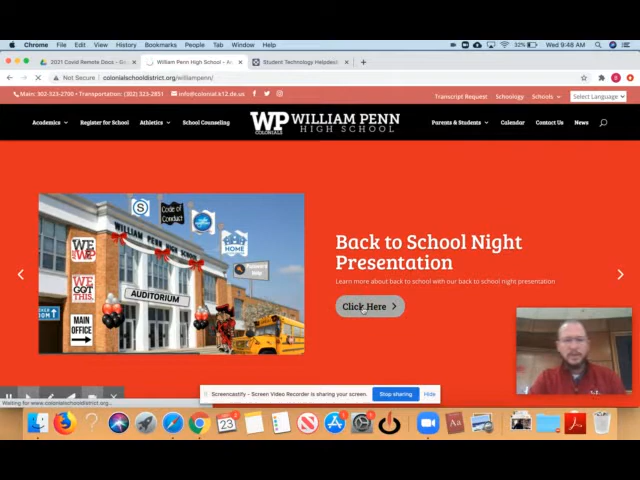 Chrome File Edit View History Bookmarks People Tab Window Help 32% Wed 9:48 AM
2021 Covid Remote Docs - Go William Penn High School - A Student Technology Helpdesk
Not Secure colonialschooldistrict.org/williampenn/
Main: 302-323-2700 • Transportation: (302) 323-2851 info@colonial.k12.de.us Transcript Request Schoology Schools Select Language
Academics Register for School Athletics School Counseling WP COLONIALS WILLIAM PENN HIGH SCHOOL Parents & Students Calendar Contact Us News
S
Code of Conduct
HOME
WILLIAM PENN HIGH SCHOOL
WE WP
WE GOT THIS.
AUDITORIUM
MAIN OFFICE
Back to School Night
Presentation
Learn more about back to school with our back to school night presentation
Click Here
Screencastify - Screen Video Recorder is sharing your screen. Stop sharing Hide
Waiting for www.colonialschooldistrict.org...
23